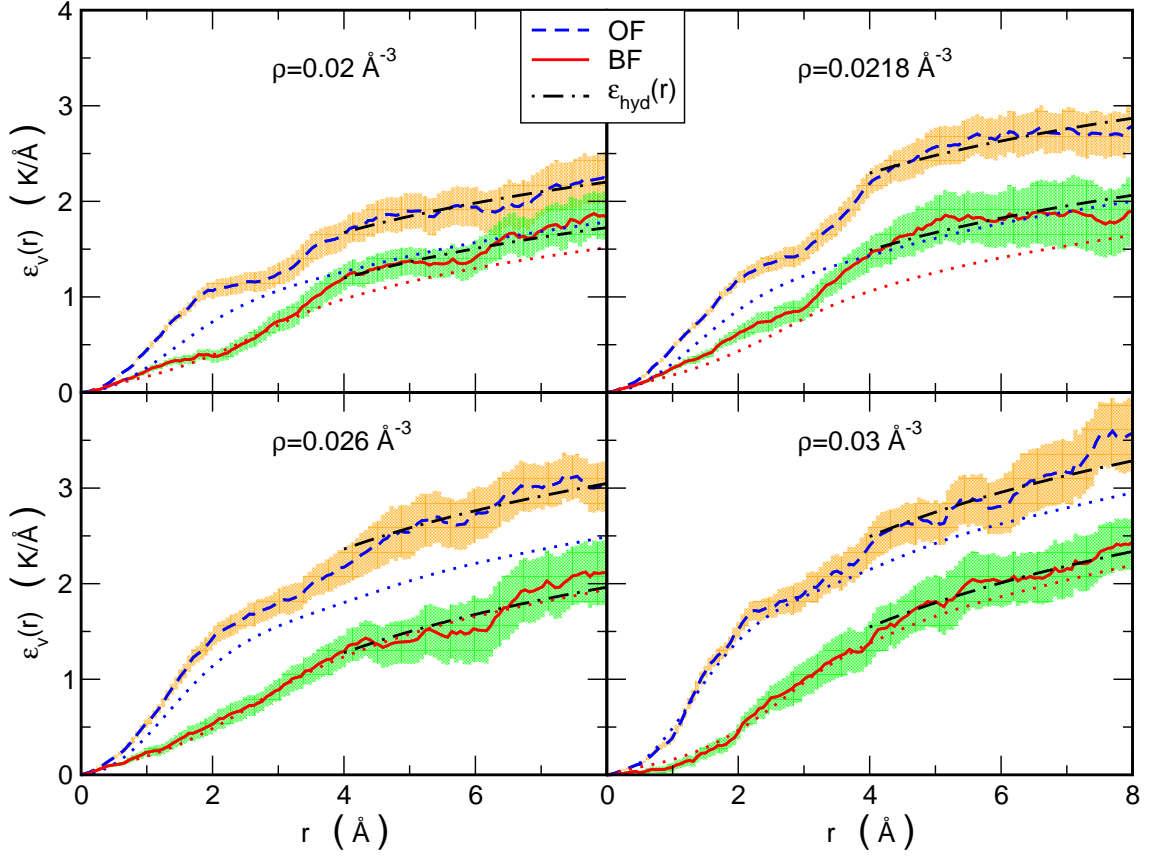 OF
BF
ε_hyd(r)
ρ=0.02 Å⁻³
ρ=0.0218 Å⁻³
4
3
2
1
0
ε_v(r) ( K/Å)
ρ=0.026 Å⁻³
ρ=0.03 Å⁻³
3
2
1
0
ε_v(r) ( K/Å)
0 2 4 6 0 2 4 6 8
r (Å)
r (Å)